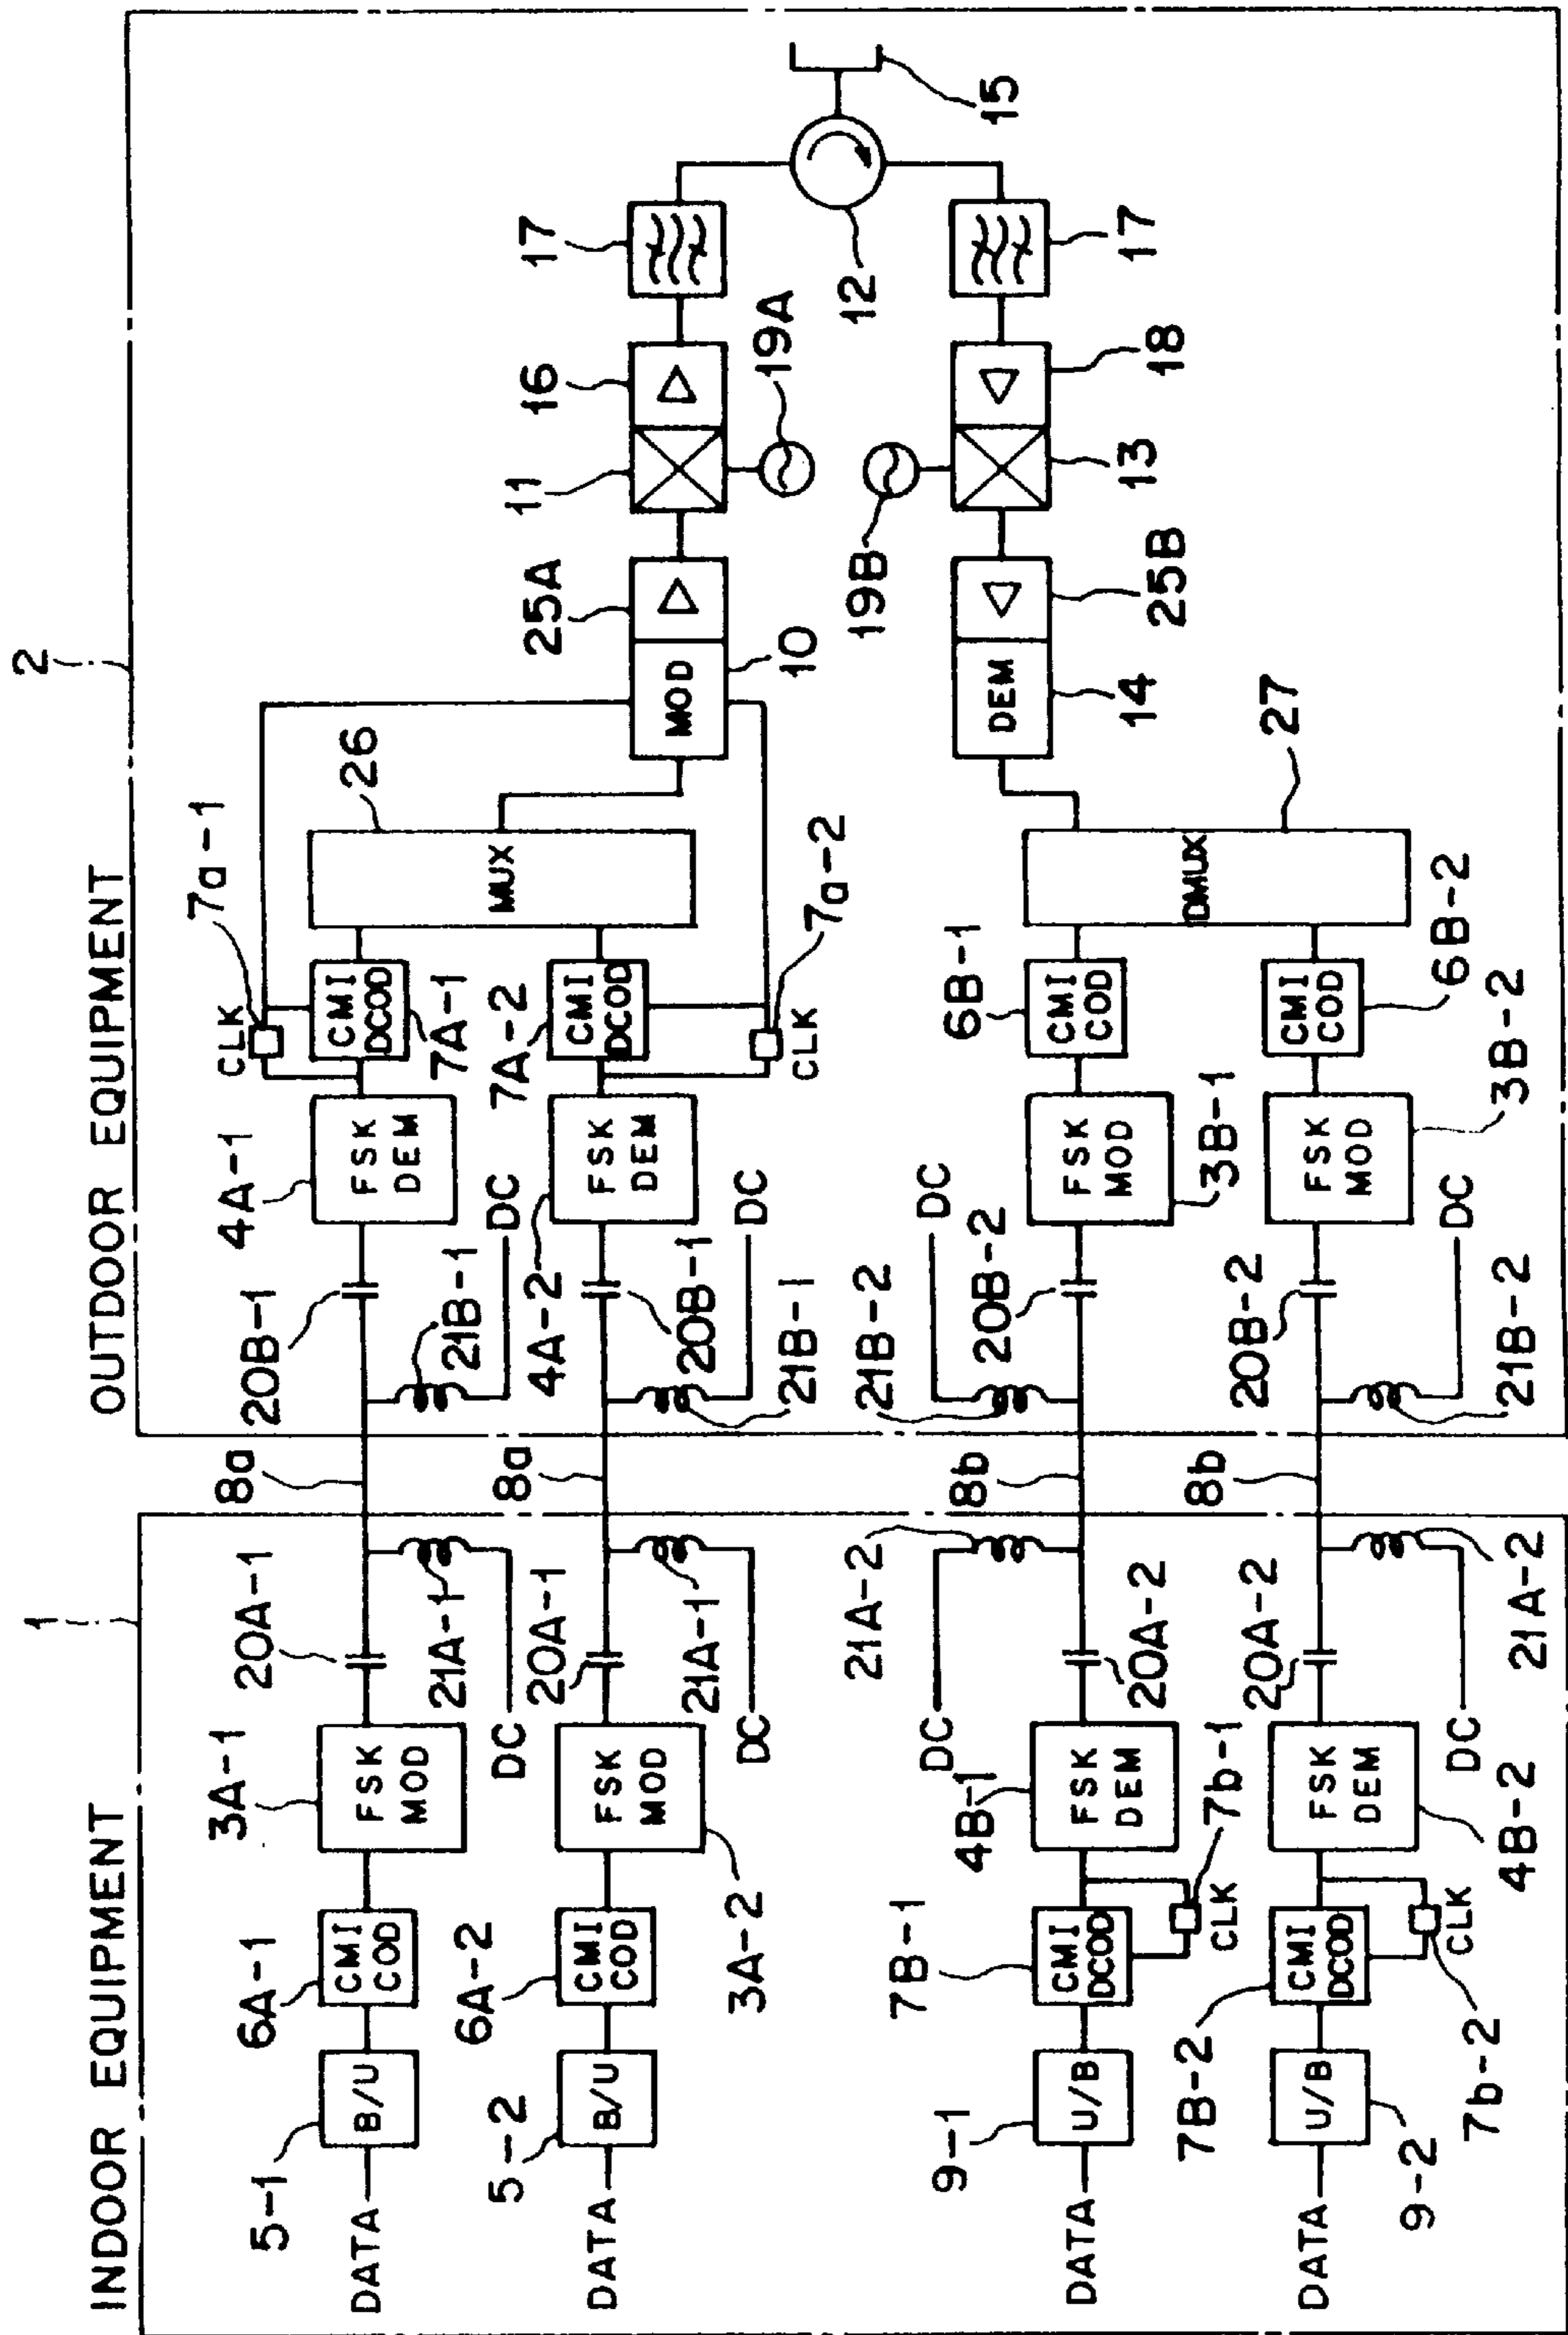 INDOOR EQUIPMENT
OUTDOOR EQUIPMENT
1
2
5-1
6A-1
3A-1
20A-1
8a
20B-1
4A-1
CLK
7a-1
26
DATA
B/U
CMI
COD
FSK
MOD
21A-1
DC
21B-1
DC
FSK
DEM
CMI
DCOD
7A-1
MUX
5-2
6A-2
20A-1
8a
4A-2
7A-2
25A
11
16
17
DATA
B/U
CMI
COD
FSK
MOD
3A-2
21A-1
DC
20B-1
21B-1
DC
FSK
DEM
CMI
DCOD
CLK
7a-2
MOD
10
19A
12
15
9-1
7B-1
4B-1
DC
21A-2
8b
21B-2
DC
20B-2
6B-1
19B
DATA
U/B
CMI
DCOD
FSK
DEM
CLK
7b-1
20A-2
FSK
MOD
3B-1
CMI
COD
DMUX
DEM
14
25B
13
18
17
7B-2
20A-2
8b
20B-2
27
DATA
U/B
9-2
CMI
DCOD
CLK
7b-2
FSK
DEM
4B-2
DC
21A-2
21B-2
DC
FSK
MOD
3B-2
CMI
COD
6B-2